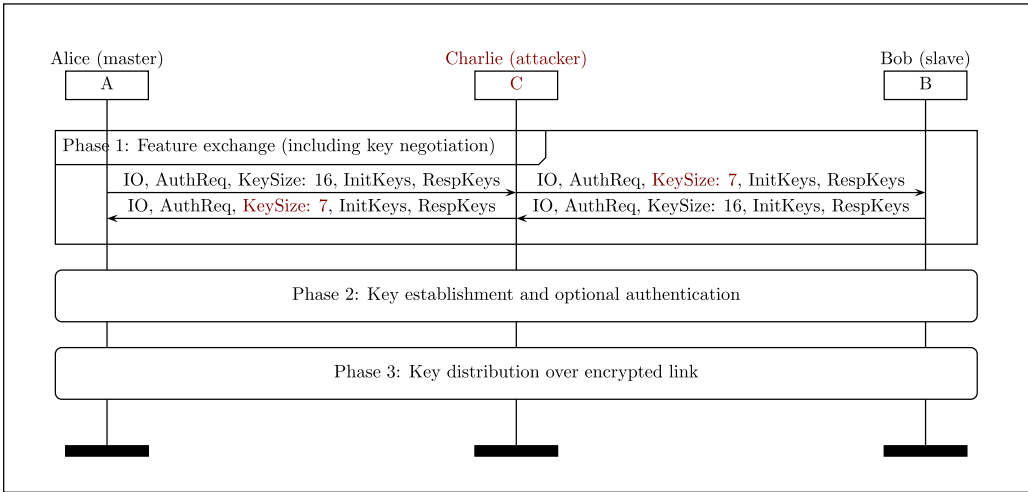 Alice (master)
Charlie (attacker)
Bob (slave)
A
C
B
Phase 1: Feature exchange (including key negotiation)
IO, AuthReq, KeySize: 16, InitKeys, RespKeys
IO, AuthReq, KeySize: 7, InitKeys, RespKeys
IO, AuthReq, KeySize: 7, InitKeys, RespKeys
IO, AuthReq, KeySize: 16, InitKeys, RespKeys
Phase 2: Key establishment and optional authentication
Phase 3: Key distribution over encrypted link